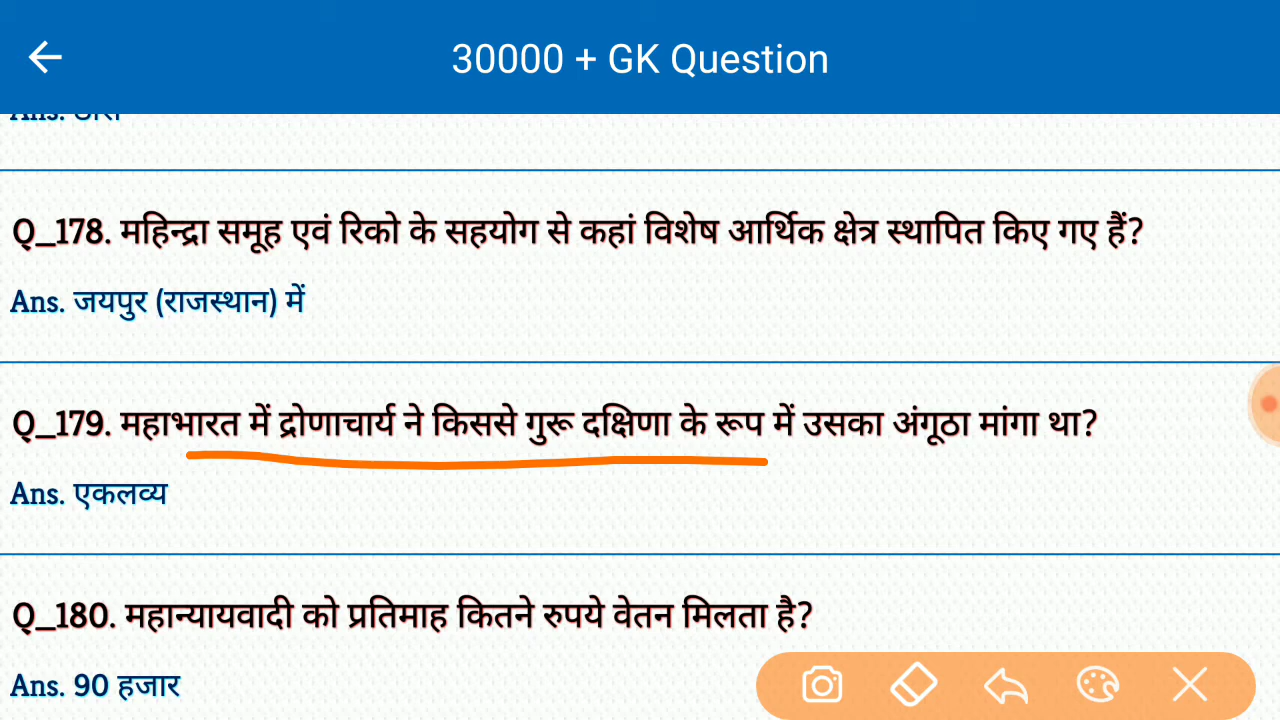 30000 + GK Question
Q_178. महिन्द्रा समूह एवं रिको के सहयोग से कहां विशेष आर्थिक क्षेत्र स्थापित किए गए हैं?
Ans. जयपुर (राजस्थान) में
Q_179. महाभारत में द्रोणाचार्य ने किससे गुरू दक्षिणा के रूप में उसका अंगूठा मांगा था?
Ans. एकलव्य
Q_180. महान्यायवादी को प्रतिमाह कितने रुपये वेतन मिलता है?
Ans. 90 हजार